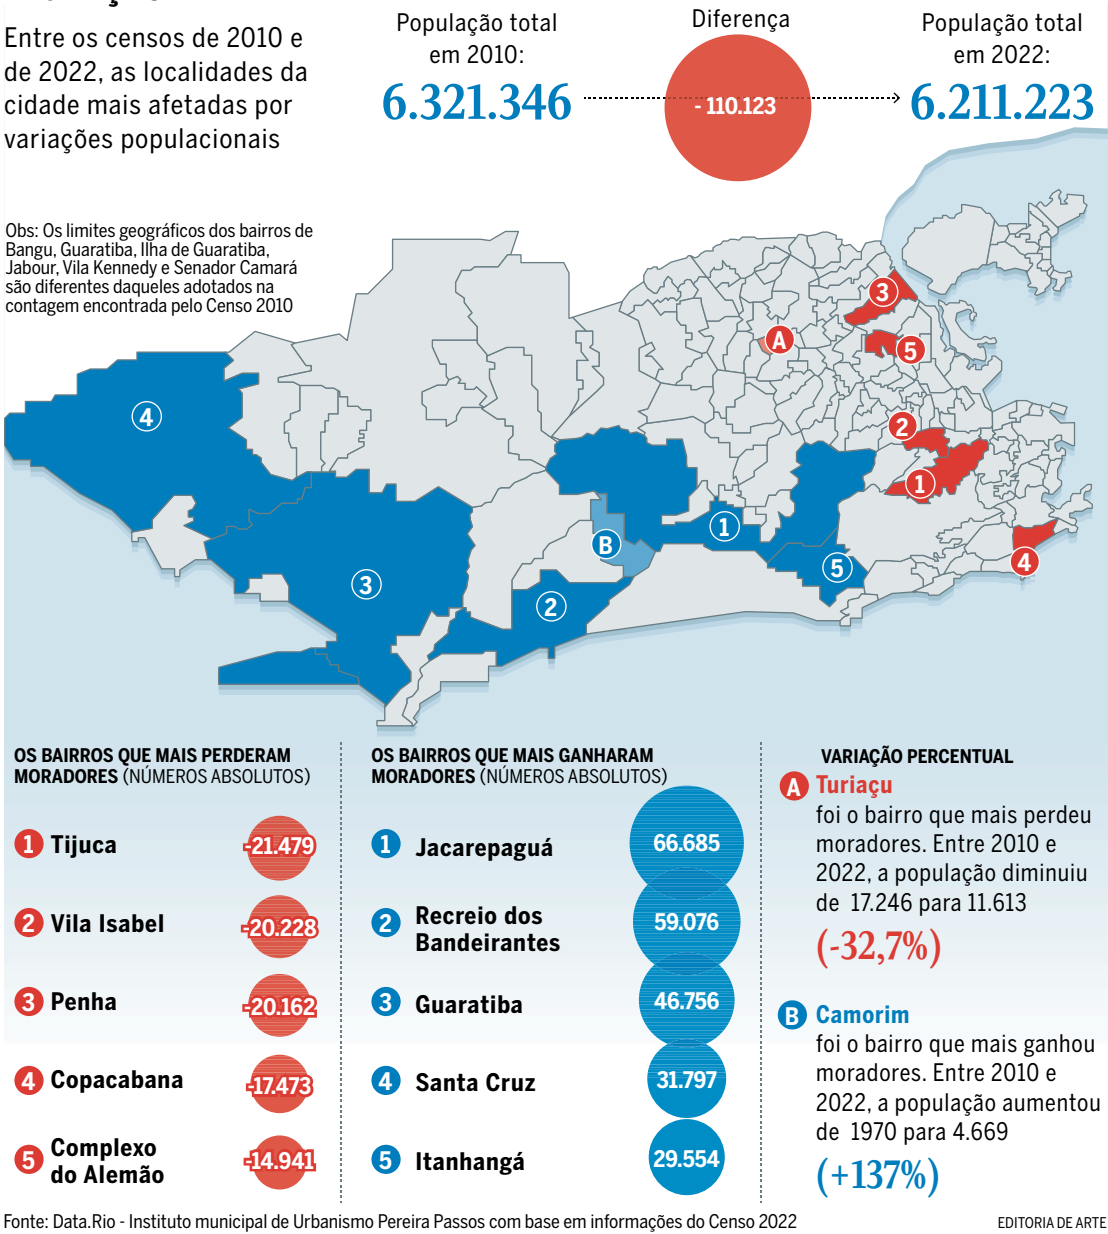 Entre os censos de 2010 e
de 2022, as localidades da
cidade mais afetadas por
variações populacionais
População total
em 2010:
6.321.346
Diferença
- 110.123
População total
em 2022:
6.211.223
Obs: Os limites geográficos dos bairros de
Bangu, Guaratiba, Ilha de Guaratiba,
Jabour, Vila Kennedy e Senador Camará
são diferentes daqueles adotados na
contagem encontrada pelo Censo 2010
3
A
5
4
2
1
1
B
4
5
3
2
OS BAIRROS QUE MAIS PERDERAM
MORADORES (NÚMEROS ABSOLUTOS)
1 Tijuca -21.479
2 Vila Isabel -20.228
3 Penha -20.162
4 Copacabana -17.473
5 Complexo
do Alemão -14.941
OS BAIRROS QUE MAIS GANHARAM
MORADORES (NÚMEROS ABSOLUTOS)
1 Jacarepaguá 66.685
2 Recreio dos
Bandeirantes 59.076
3 Guaratiba 46.756
4 Santa Cruz 31.797
5 Itanhangá 29.554
VARIAÇÃO PERCENTUAL
A Turiaçu
foi o bairro que mais perdeu
moradores. Entre 2010 e
2022, a população diminuiu
de 17.246 para 11.613
(-32,7%)
B Camorim
foi o bairro que mais ganhou
moradores. Entre 2010 e
2022, a população aumentou
de 1970 para 4.669
(+137%)
Fonte: Data.Rio - Instituto municipal de Urbanismo Pereira Passos com base em informações do Censo 2022
EDITORIA DE ARTE